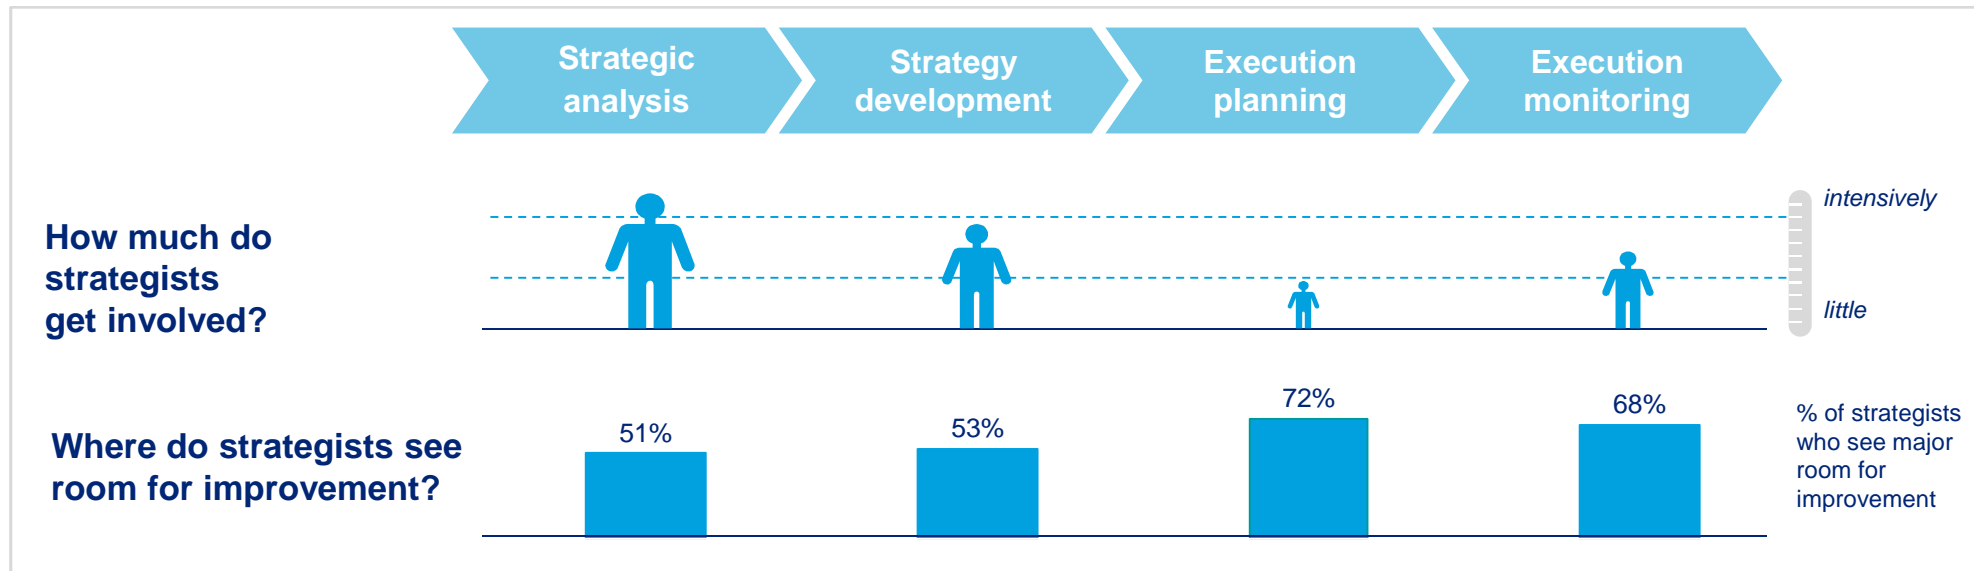 Strategic
analysis
Strategy
development
Execution
planning
Execution
monitoring
How much do
strategists
get involved?
intensively
little
Where do strategists see
room for improvement?
51%
53%
72%
68%
% of strategists
who see major
room for
improvement